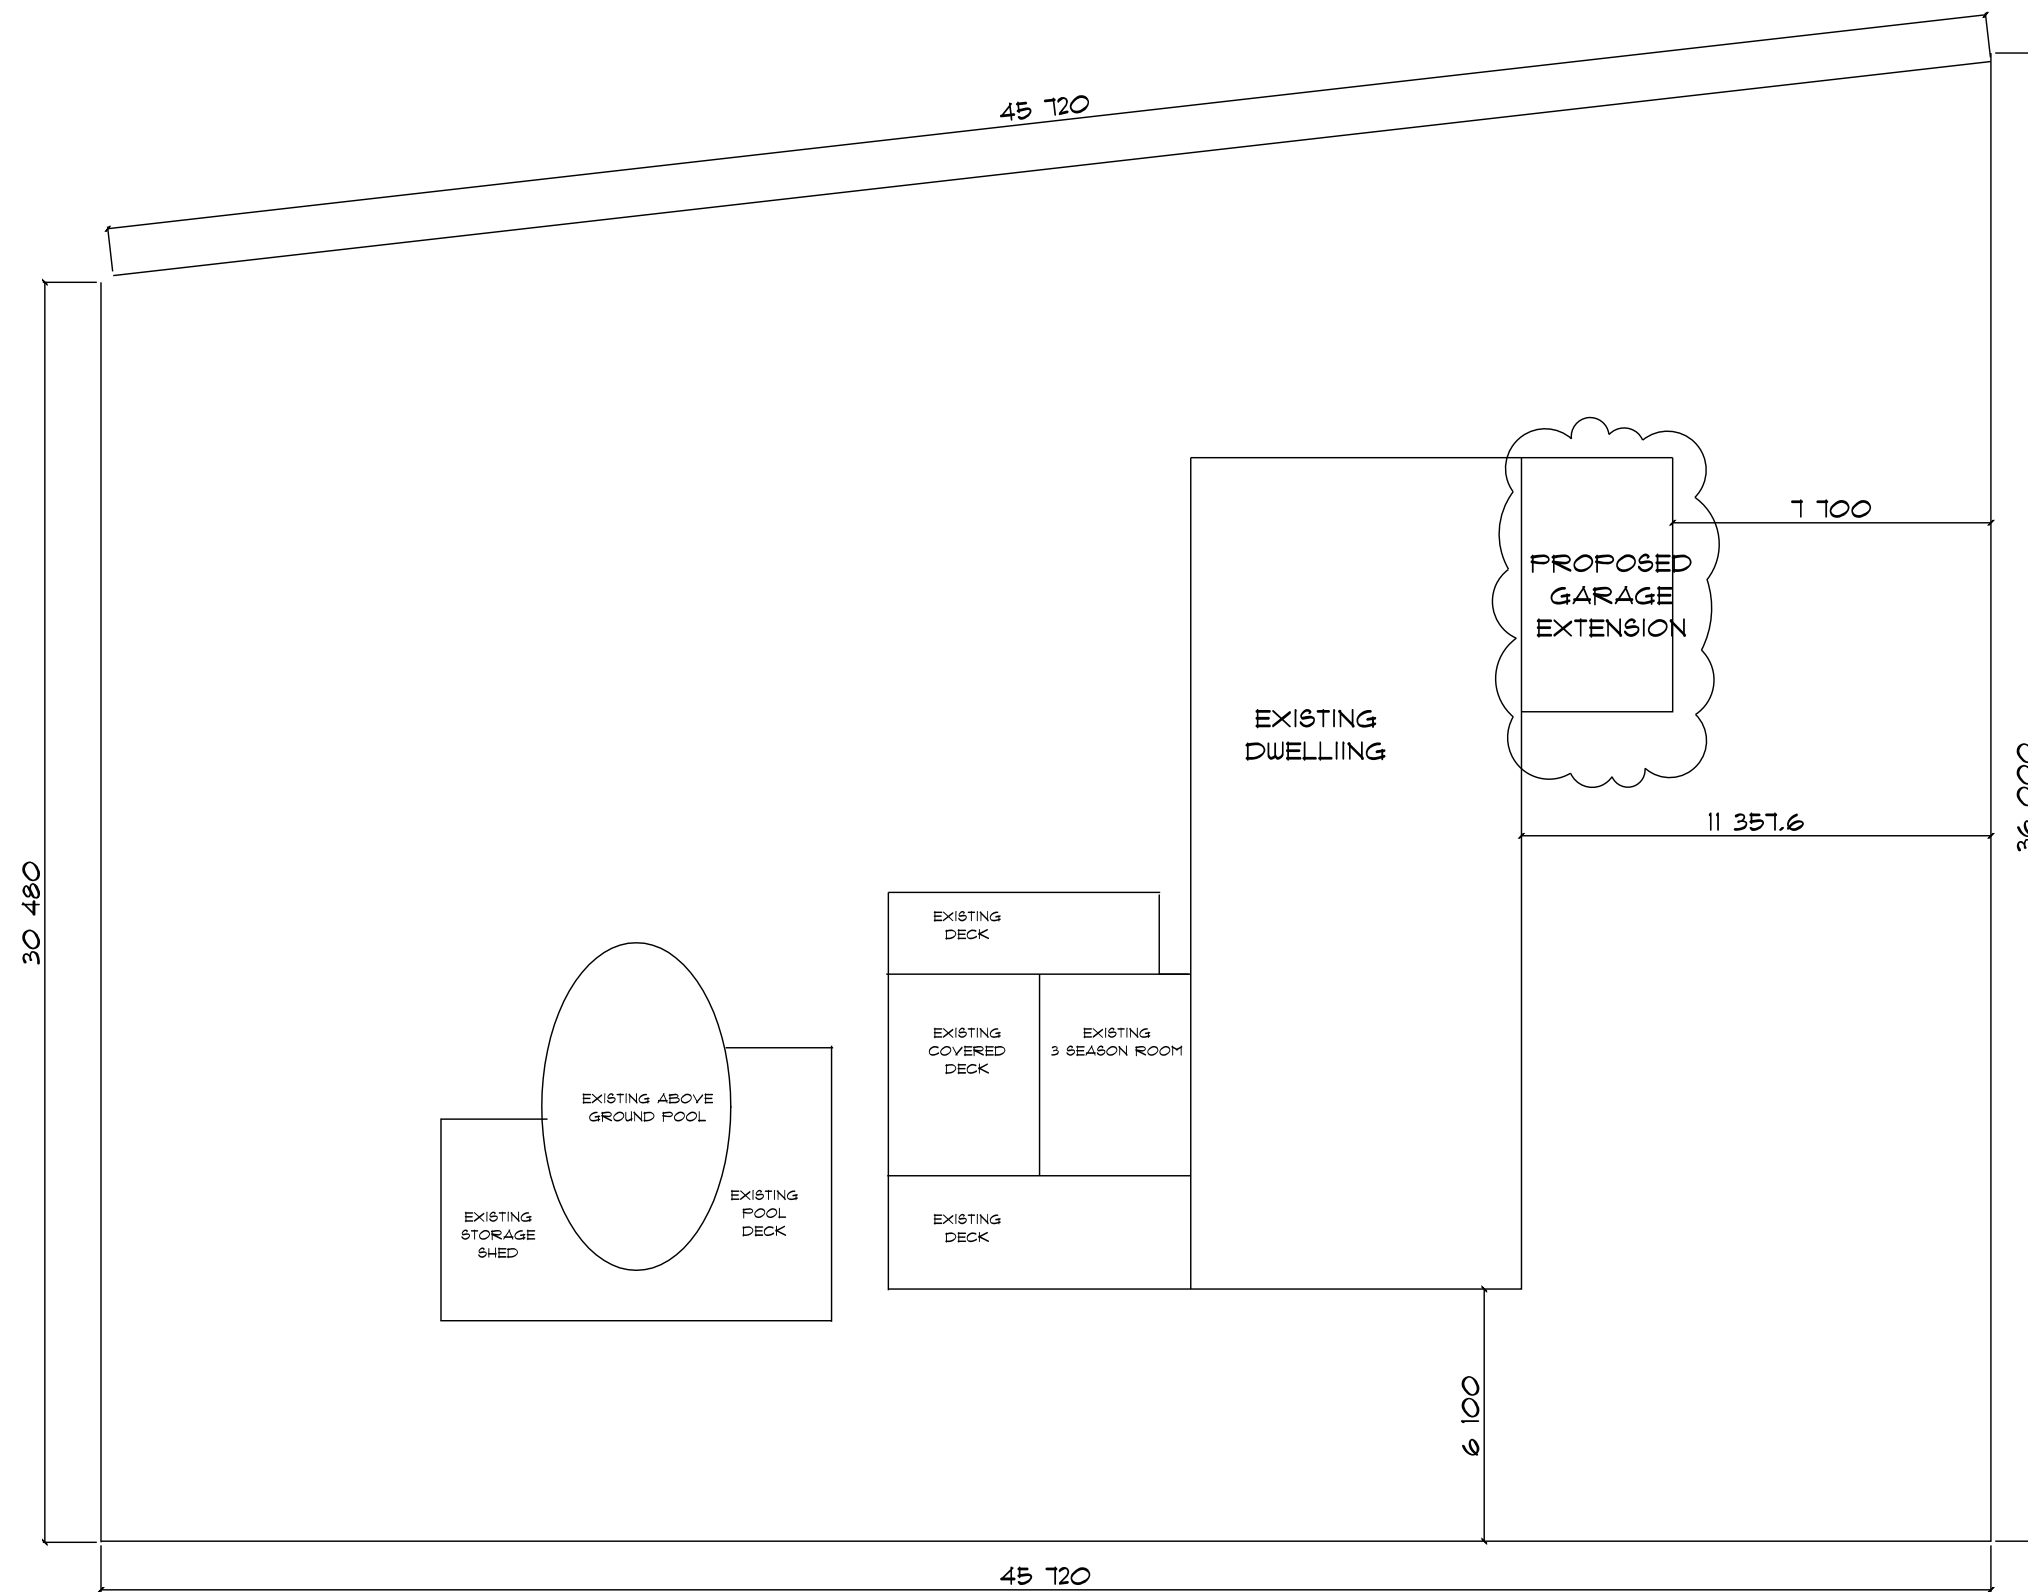 45 720
7 700
PROPOSED
GARAGE
EXTENSION
EXISTING
DWELLIING
36 000
11 357.6
30 480
EXISTING
DECK
EXISTING
COVERED
DECK
EXISTING
3 SEASON ROOM
EXISTING ABOVE
GROUND POOL
EXISTING
POOL
DECK
EXISTING
STORAGE
SHED
EXISTING
DECK
6 100
45 720